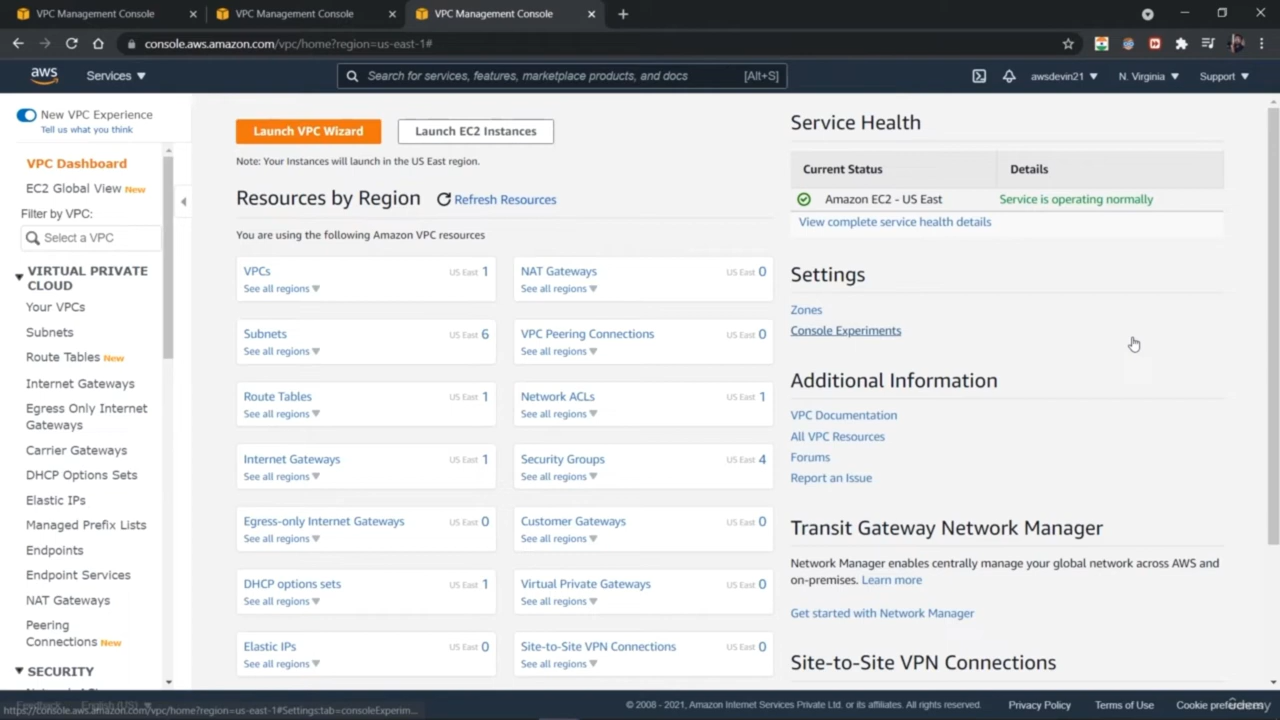 VPC Management Console
VPC Management Console
VPC Management Console
console.aws.amazon.com/vpc/home?region=us-east-1#
aws
Services
Search for services, features, marketplace products, and docs
[Alt+S]
awsdevin21
N. Virginia
Support
New VPC Experience
Tell us what you think
VPC Dashboard
EC2 Global View New
Filter by VPC:
Select a VPC
VIRTUAL PRIVATE
CLOUD
Your VPCs
Subnets
Route Tables New
Internet Gateways
Egress Only Internet
Gateways
Carrier Gateways
DHCP Options Sets
Elastic IPs
Managed Prefix Lists
Endpoints
Endpoint Services
NAT Gateways
Peering
Connections New
SECURITY
Launch VPC Wizard
Launch EC2 Instances
Note: Your Instances will launch in the US East region.
Resources by Region
Refresh Resources
You are using the following Amazon VPC resources
VPCs US East 1
See all regions
NAT Gateways US East 0
See all regions
Subnets US East 6
See all regions
VPC Peering Connections US East 0
See all regions
Route Tables US East 1
See all regions
Network ACLs US East 1
See all regions
Internet Gateways US East 1
See all regions
Security Groups US East 4
See all regions
Egress-only Internet Gateways US East 0
See all regions
Customer Gateways US East 0
See all regions
DHCP options sets US East 1
See all regions
Virtual Private Gateways US East 0
See all regions
Elastic IPs US East 0
See all regions
Site-to-Site VPN Connections US East 0
See all regions
Service Health
Current Status Details
Amazon EC2 - US East Service is operating normally
View complete service health details
Settings
Zones
Console Experiments
Additional Information
VPC Documentation
All VPC Resources
Forums
Report an Issue
Transit Gateway Network Manager
Network Manager enables centrally manage your global network across AWS and
on-premises. Learn more
Get started with Network Manager
Site-to-Site VPN Connections
https://console.aws.amazon.com/vpc/home?region=us-east-1#Settings:tab=consoleExperim...
© 2008 - 2021, Amazon Internet Services Private Ltd. or its affiliates. All rights reserved.
Privacy Policy
Terms of Use
Cookie
Udemy